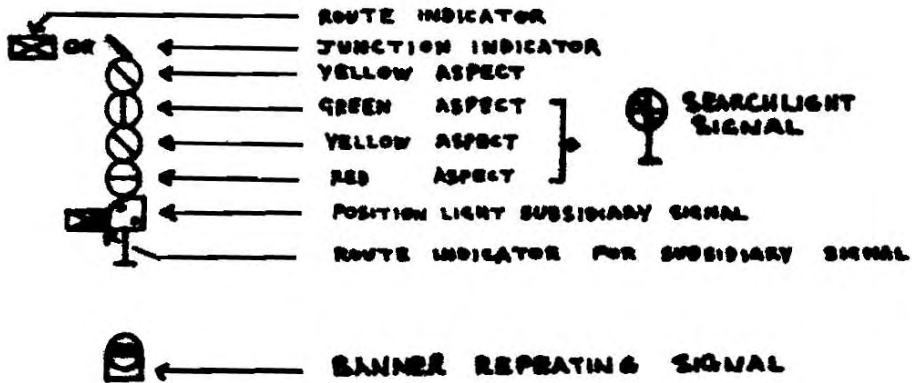 ROUTE INDICATOR
OR
JUNCTION INDICATOR
YELLOW ASPECT
GREEN ASPECT
YELLOW ASPECT
RED ASPECT
SEARCHLIGHT
SIGNAL
POSITION LIGHT SUBSIDIARY SIGNAL
ROUTE INDICATOR FOR SUBSIDIARY SIGNAL
BANNER REPEATING SIGNAL